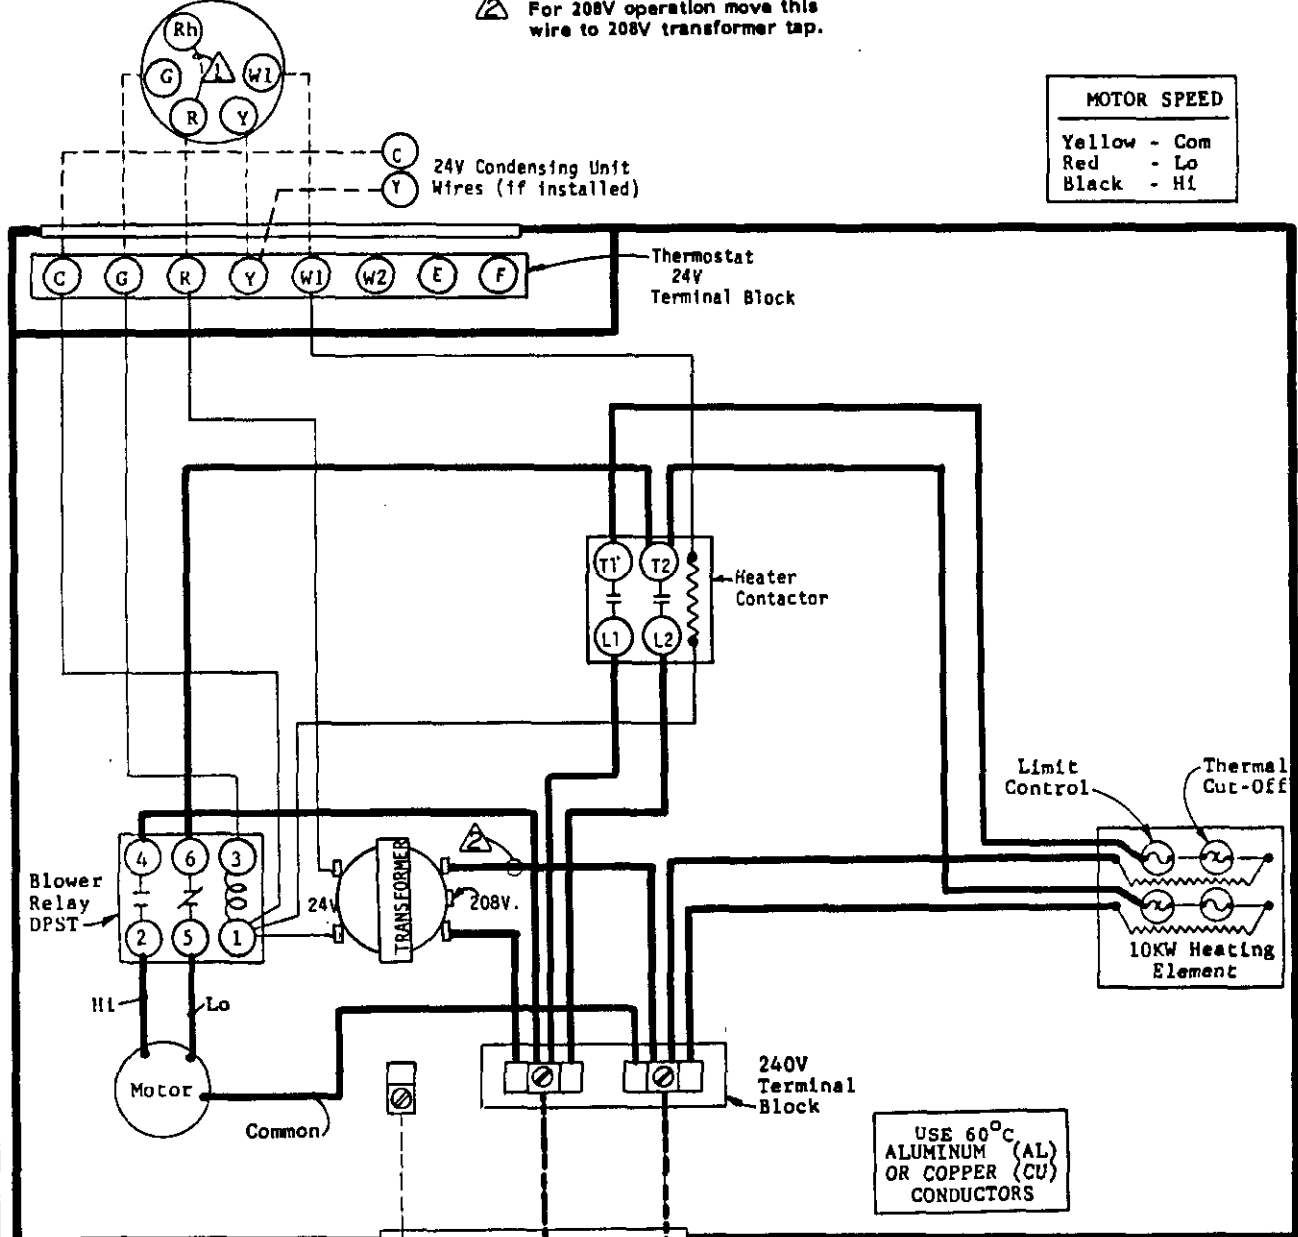 2 For 208V operation move this
wire to 208V transformer tap.
Rh
G
1
W1
R
Y
C
Y
24V Condensing Unit
Wires (if installed)
MOTOR SPEED
Yellow - Com
Red - Lo
Black - Hi
C G R Y W1 W2 E F
Thermostat
24V
Terminal Block
T1 T2
L1 L2
Heater
Contactor
Limit
Control
Thermal
Cut-Off
10KW Heating
Element
Blower
Relay
DPST
4 6 3
2 5 1
24V
TRANSFORMER
2
208V.
Hi
Lo
Motor
Common
240V
Terminal
Block
USE 60°C
ALUMINUM (AL)
OR COPPER (CU)
CONDUCTORS